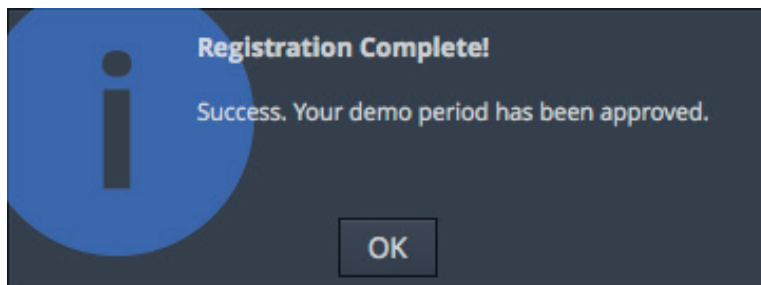 Registration Complete!
Success. Your demo period has been approved.
OK